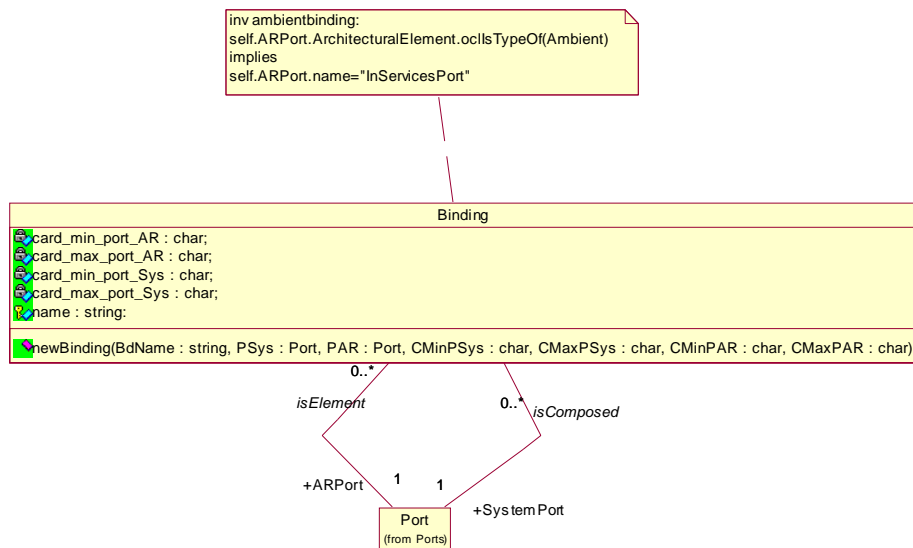 inv ambientbinding:
self.ARPort.ArchitecturalElement.oclIsTypeOf(Ambient)
implies
self.ARPort.name="InServicesPort"
Binding
card_min_port_AR : char;
card_max_port_AR : char;
card_min_port_Sys : char;
card_max_port_Sys : char;
name : string:
newBinding(BdName : string, PSys : Port, PAR : Port, CMinPSys : char, CMaxPSys : char, CMinPAR : char, CMaxPAR : char)
0..*
isElement
0..*
isComposed
+ARPort
1
1
+SystemPort
Port
(from Ports)